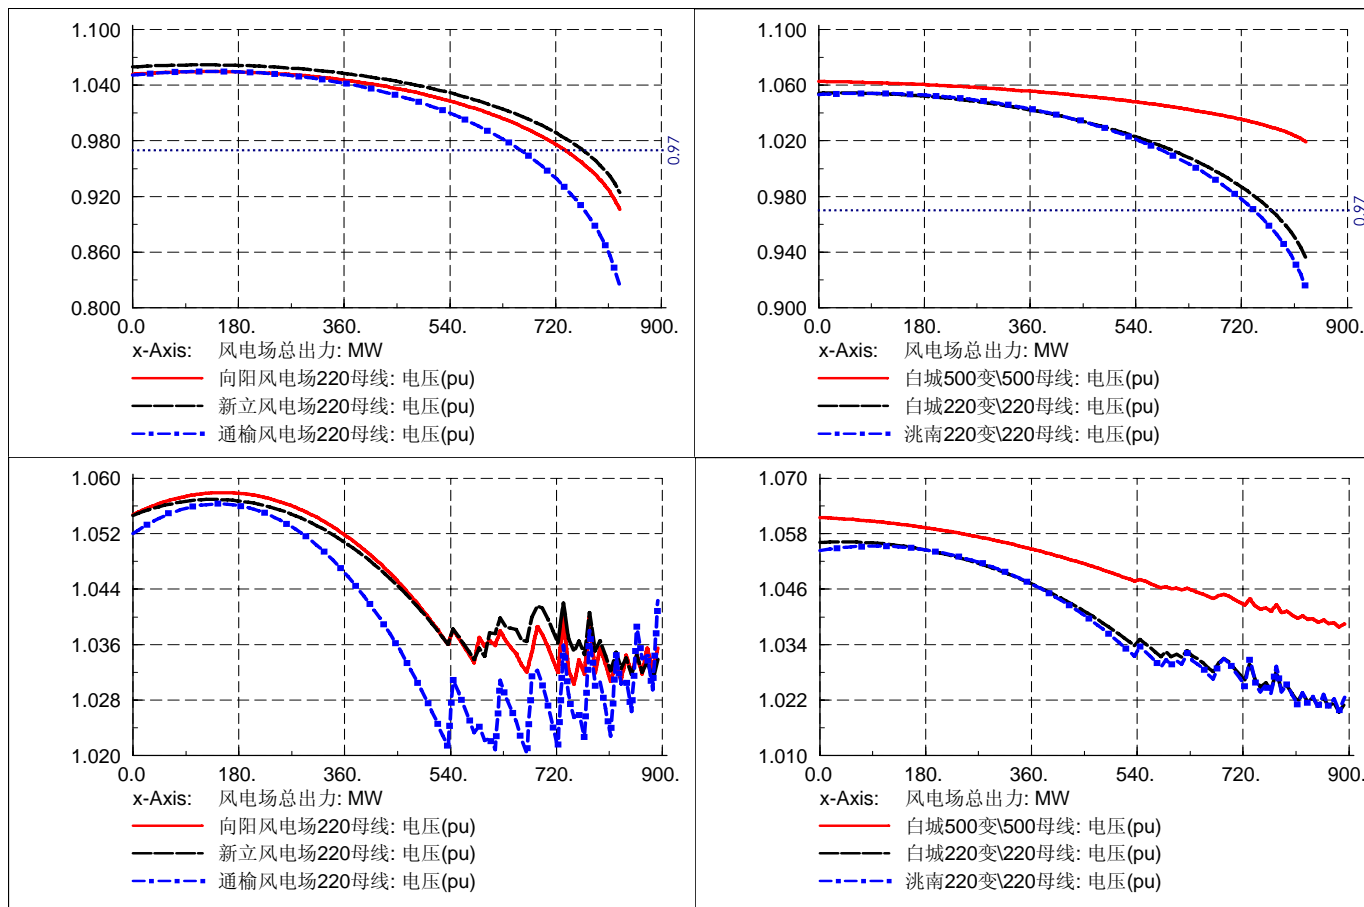 1.100
1.040
0.980
0.920
0.860
0.800
0.97
0.0 180. 360. 540. 720. 900.
x-Axis: 风电场总出力: MW
向阳风电场220母线: 电压(pu)
新立风电场220母线: 电压(pu)
通榆风电场220母线: 电压(pu)
1.100
1.060
1.020
0.980
0.940
0.900
0.97
0.0 180. 360. 540. 720. 900.
x-Axis: 风电场总出力: MW
白城500变\500母线: 电压(pu)
白城220变\220母线: 电压(pu)
洮南220变\220母线: 电压(pu)
1.060
1.052
1.044
1.036
1.028
1.020
0.0 180. 360. 540. 720. 900.
x-Axis: 风电场总出力: MW
向阳风电场220母线: 电压(pu)
新立风电场220母线: 电压(pu)
通榆风电场220母线: 电压(pu)
1.070
1.058
1.046
1.034
1.022
1.010
0.0 180. 360. 540. 720. 900.
x-Axis: 风电场总出力: MW
白城500变\500母线: 电压(pu)
白城220变\220母线: 电压(pu)
洮南220变\220母线: 电压(pu)